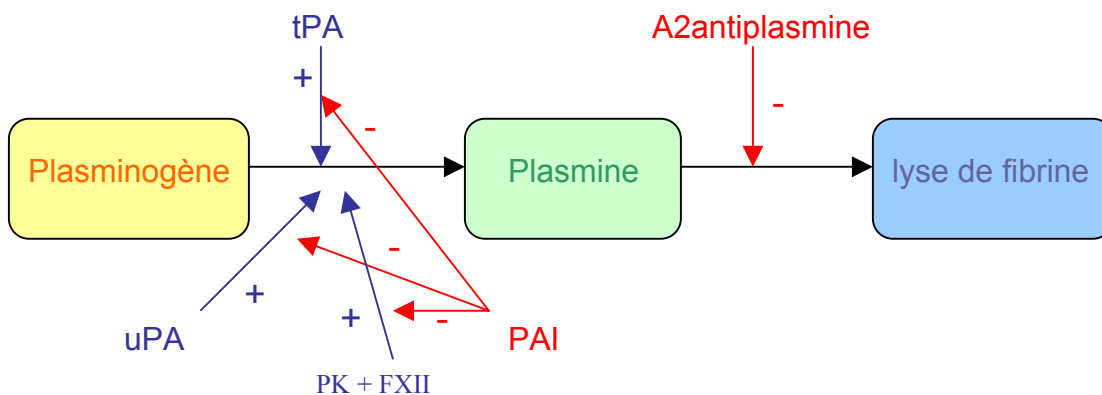 tPA
A2antiplasmine
+
-
-
Plasminogène
Plasmine
lyse de fibrine
-
+
+
-
uPA
PAI
PK + FXII